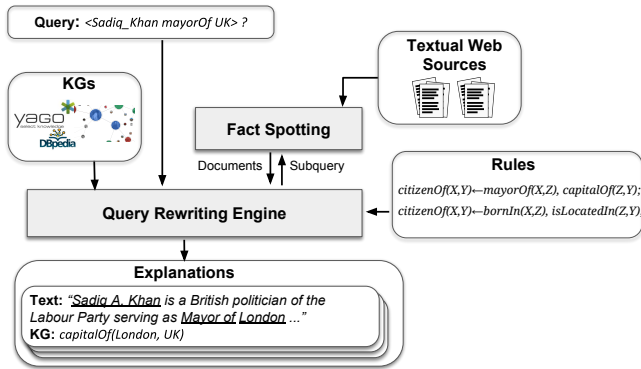 Query: <Sadiq_Khan mayorOf UK> ?
Textual Web
Sources
KGs
yago
select knowledge
DBpedia
Fact Spotting
Documents
Subquery
Rules
citizenOf(X,Y)←mayorOf(X,Z), capitalOf(Z,Y);
citizenOf(X,Y)←bornIn(X,Z), isLocatedIn(Z,Y);
Query Rewriting Engine
Explanations
Text: “Sadiq A. Khan is a British politician of the
Labour Party serving as Mayor of London ...”
KG: capitalOf(London, UK)